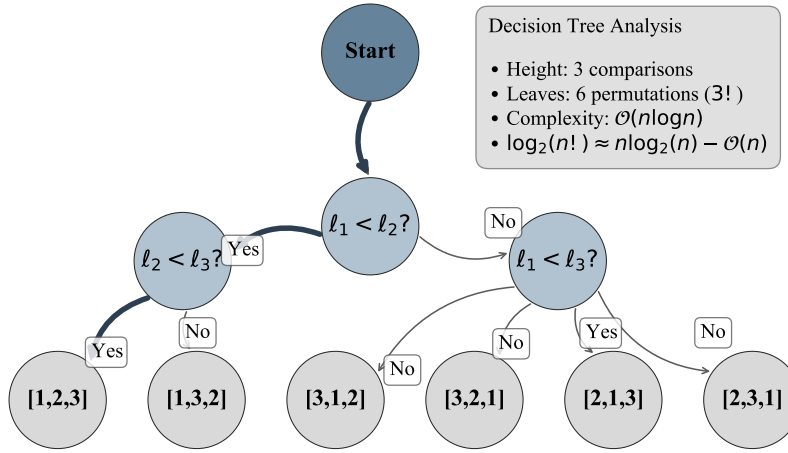 Start
Decision Tree Analysis
• Height: 3 comparisons
• Leaves: 6 permutations (3!)
• Complexity: 𝒪(nlogn)
• log₂(n!) ≈ nlog₂(n) − 𝒪(n)
ℓ₁ < ℓ₂?
No
Yes
ℓ₂ < ℓ₃?
ℓ₁ < ℓ₃?
Yes
No
No
No
Yes
No
[1,2,3]
[1,3,2]
[3,1,2]
[3,2,1]
[2,1,3]
[2,3,1]